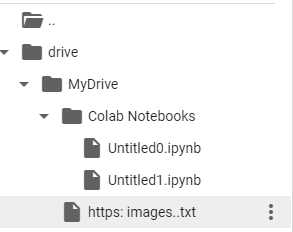 ..
drive
MyDrive
Colab Notebooks
Untitled0.ipynb
Untitled1.ipynb
https: images..txt